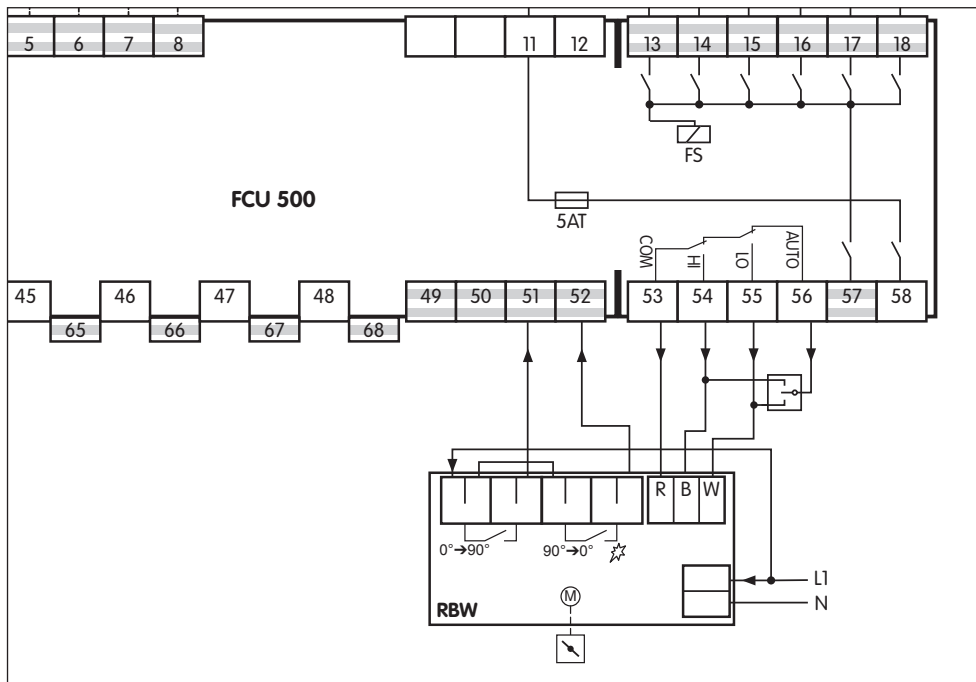 5 6 7 8 11 12 13 14 15 16 17 18
FS
FCU 500
5AT
COM HI LO AUTO
45 46 47 48 49 50 51 52 53 54 55 56 57 58
65 66 67 68
R B W
0°→90° 90°→0°
L1
M
N
RBW